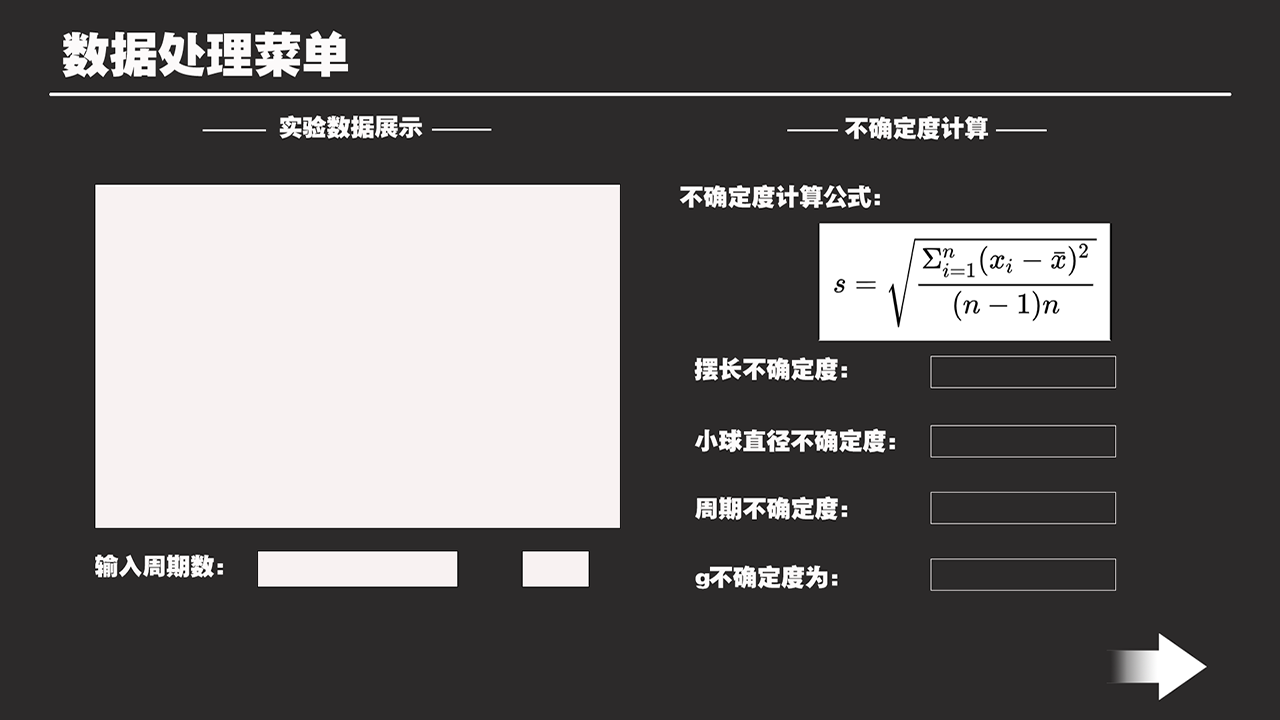 数据处理菜单
实验数据展示
不确定度计算
不确定度计算公式:
s = \sqrt{\frac{\Sigma_{i=1}^{n}(x_i - \bar{x})^2}{(n-1)n}}
摆长不确定度:
小球直径不确定度:
周期不确定度:
输入周期数:
g不确定度为: